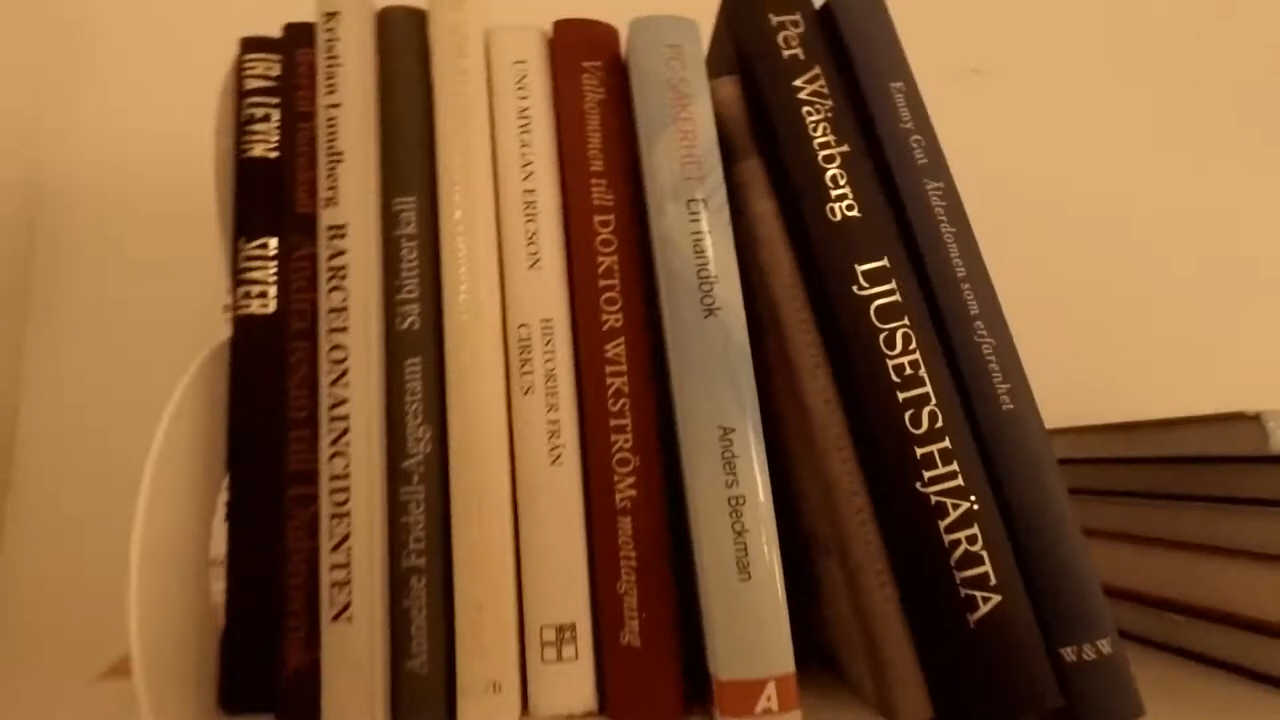 IRA LEVIN SLIVER
Kristian Lundberg BARCELONAINCIDENTEN
Annelie Fridell-Aggestam Så bitterkall
UNO MYGGAN ERICSON HISTORIER FRÅN
CIRKUS
Välkommen till DOKTOR WIKSTRÖMs mottagning
PC-SÄKERHET En handbok Anders Beckman
A
Per Wästberg LJUSETS HJÄRTA
Emmy Gut Ålderdomen som erfarenhet W&W